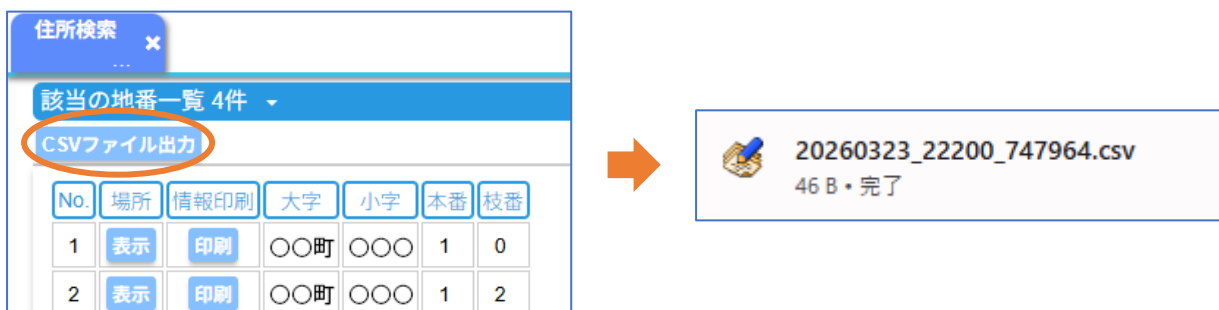 住所検索
×
...
該当の地番一覧 4件
CSVファイル出力
No. 場所 情報印刷 大字 小字 本番 枝番
1 表示 印刷 〇〇町 〇〇〇 1 0
2 表示 印刷 〇〇町 〇〇〇 1 2
20260323_22200_747964.csv
46 B • 完了